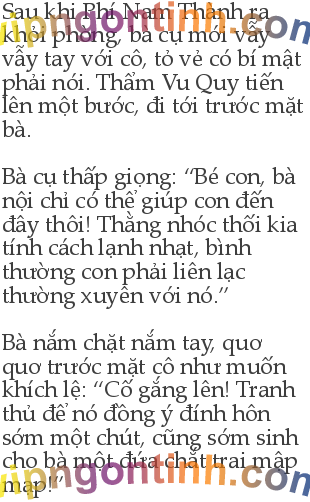 Sau khi Phí Nam Thành ra
khỏi phòng, bà cụ mới vẫy
vẫy tay với cô, tỏ vẻ có bí mật
phải nói. Thẩm Vu Quy tiến
lên một bước, đi tới trước mặt
bà.
Bà cụ thấp giọng: “Bé con, bà
nội chỉ có thể giúp con đến
đây thôi! Thằng nhóc thối kia
tính cách lạnh nhạt, bình
thường con phải liên lạc
thường xuyên với nó.”
Bà nắm chặt nắm tay, quơ
quơ trước mặt cô như muốn
khích lệ: “Cố gắng lên! Tranh
thủ để nó đồng ý đính hôn
sớm một chút, cũng sớm sinh
cho bà một đứa chắt trai mập
mạp!”
vipngontinh.com
vipngontinh.com